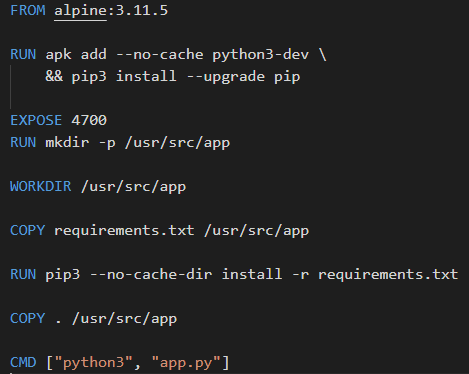 FROM alpine:3.11.5
RUN apk add --no-cache python3-dev \
&& pip3 install --upgrade pip
EXPOSE 4700
RUN mkdir -p /usr/src/app
WORKDIR /usr/src/app
COPY requirements.txt /usr/src/app
RUN pip3 --no-cache-dir install -r requirements.txt
COPY . /usr/src/app
CMD ["python3", "app.py"]